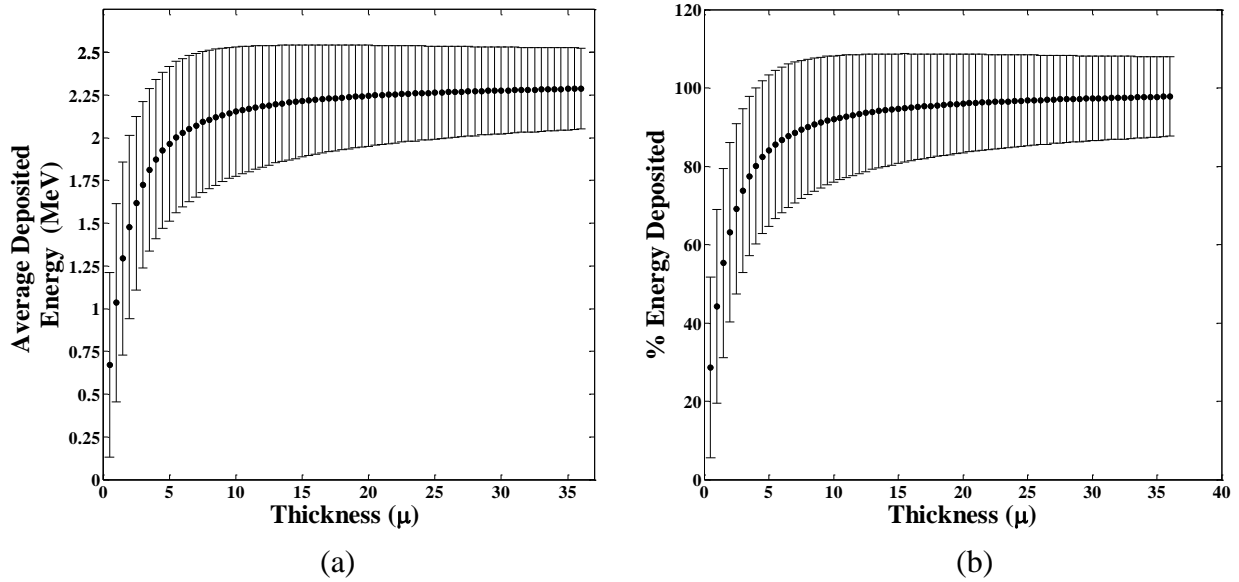 2.5
2.25
2
1.75
1.5
1.25
1
0.75
0.5
0.25
0
0 5 10 15 20 25 30 35
Average Deposited
Energy (MeV)
Thickness (μ)
(a)
120
100
80
60
40
20
0
0 5 10 15 20 25 30 35 40
% Energy Deposited
Thickness (μ)
(b)